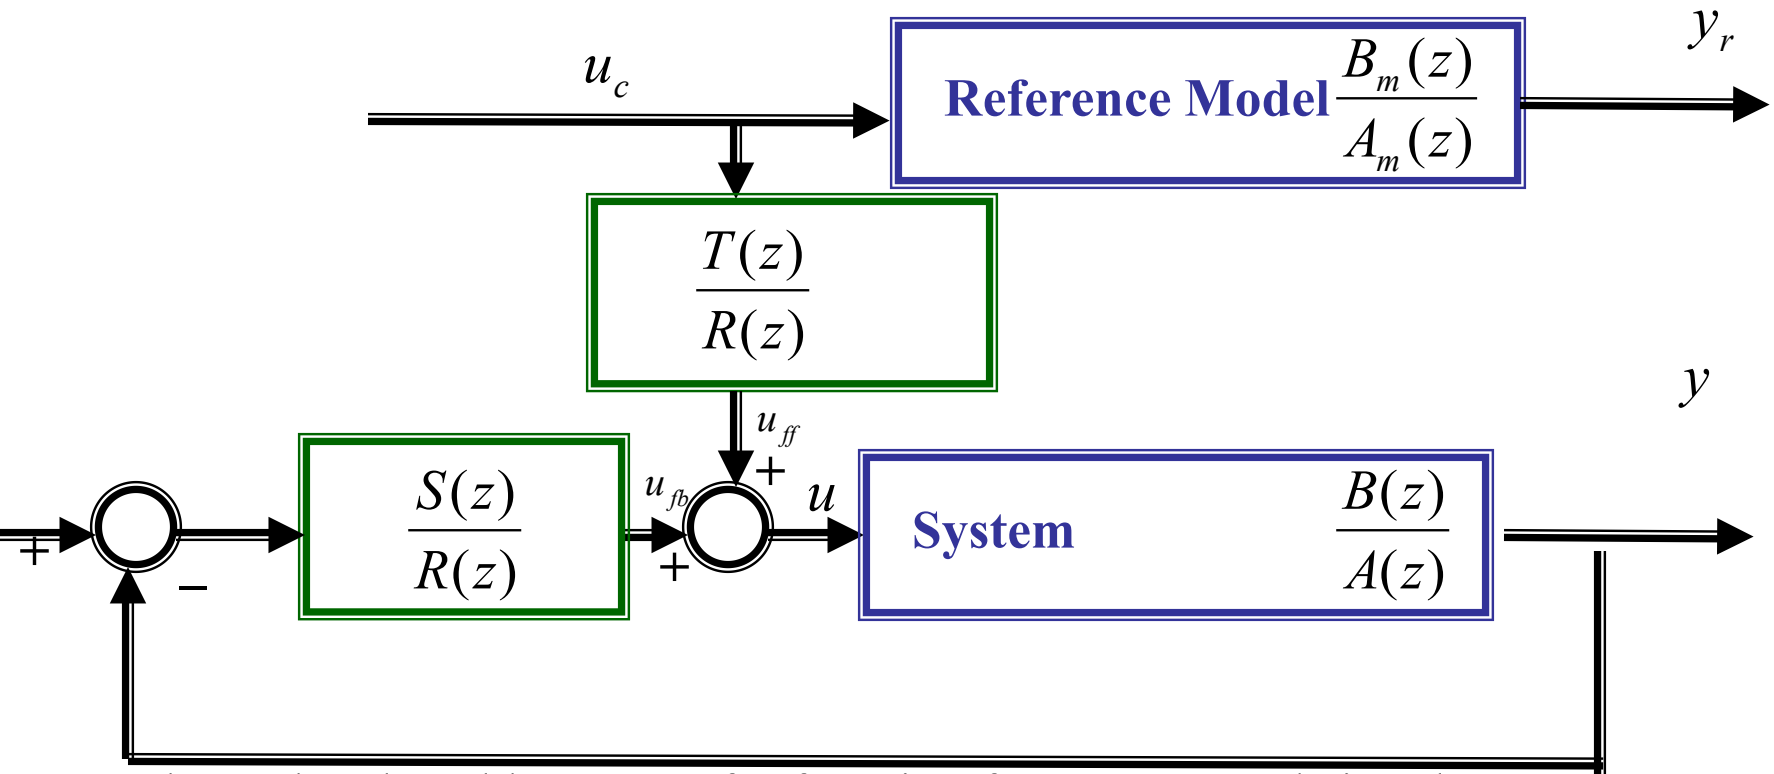 u_c
Reference Model B_m(z)
A_m(z)
y_r
T(z)
R(z)
y
u_ff
+
S(z)
R(z)
u_fb
+
u
System
B(z)
A(z)
+
−